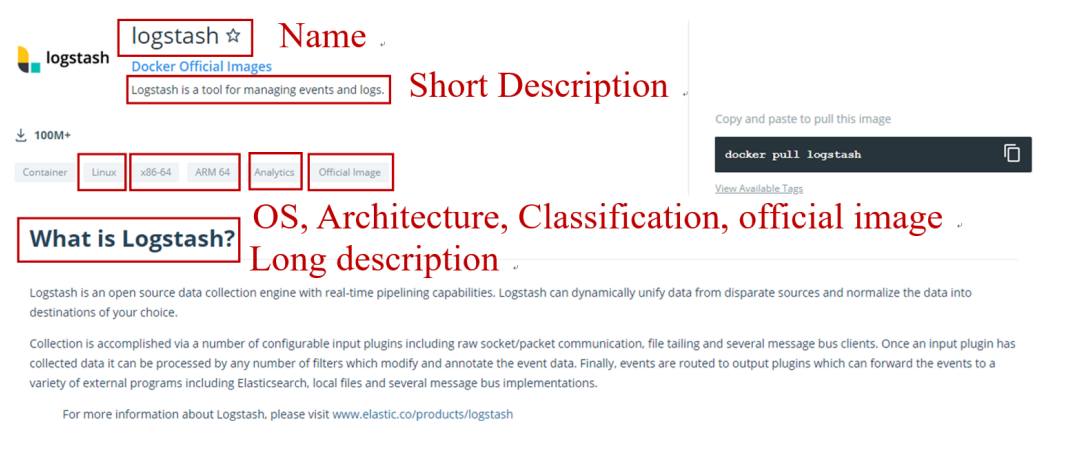 logstash ☆ Name
logstash
Docker Official Images
Logstash is a tool for managing events and logs. Short Description
100M+
Container Linux x86-64 ARM 64 Analytics Official Image
Copy and paste to pull this image
docker pull logstash
View Available Tags
OS, Architecture, Classification, official image
What is Logstash?
Long description
Logstash is an open source data collection engine with real-time pipelining capabilities. Logstash can dynamically unify data from disparate sources and normalize the data into
destinations of your choice.
Collection is accomplished via a number of configurable input plugins including raw socket/packet communication, file tailing and several message bus clients. Once an input plugin has
collected data it can be processed by any number of filters which modify and annotate the event data. Finally, events are routed to output plugins which can forward the events to a
variety of external programs including Elasticsearch, local files and several message bus implementations.
For more information about Logstash, please visit www.elastic.co/products/logstash